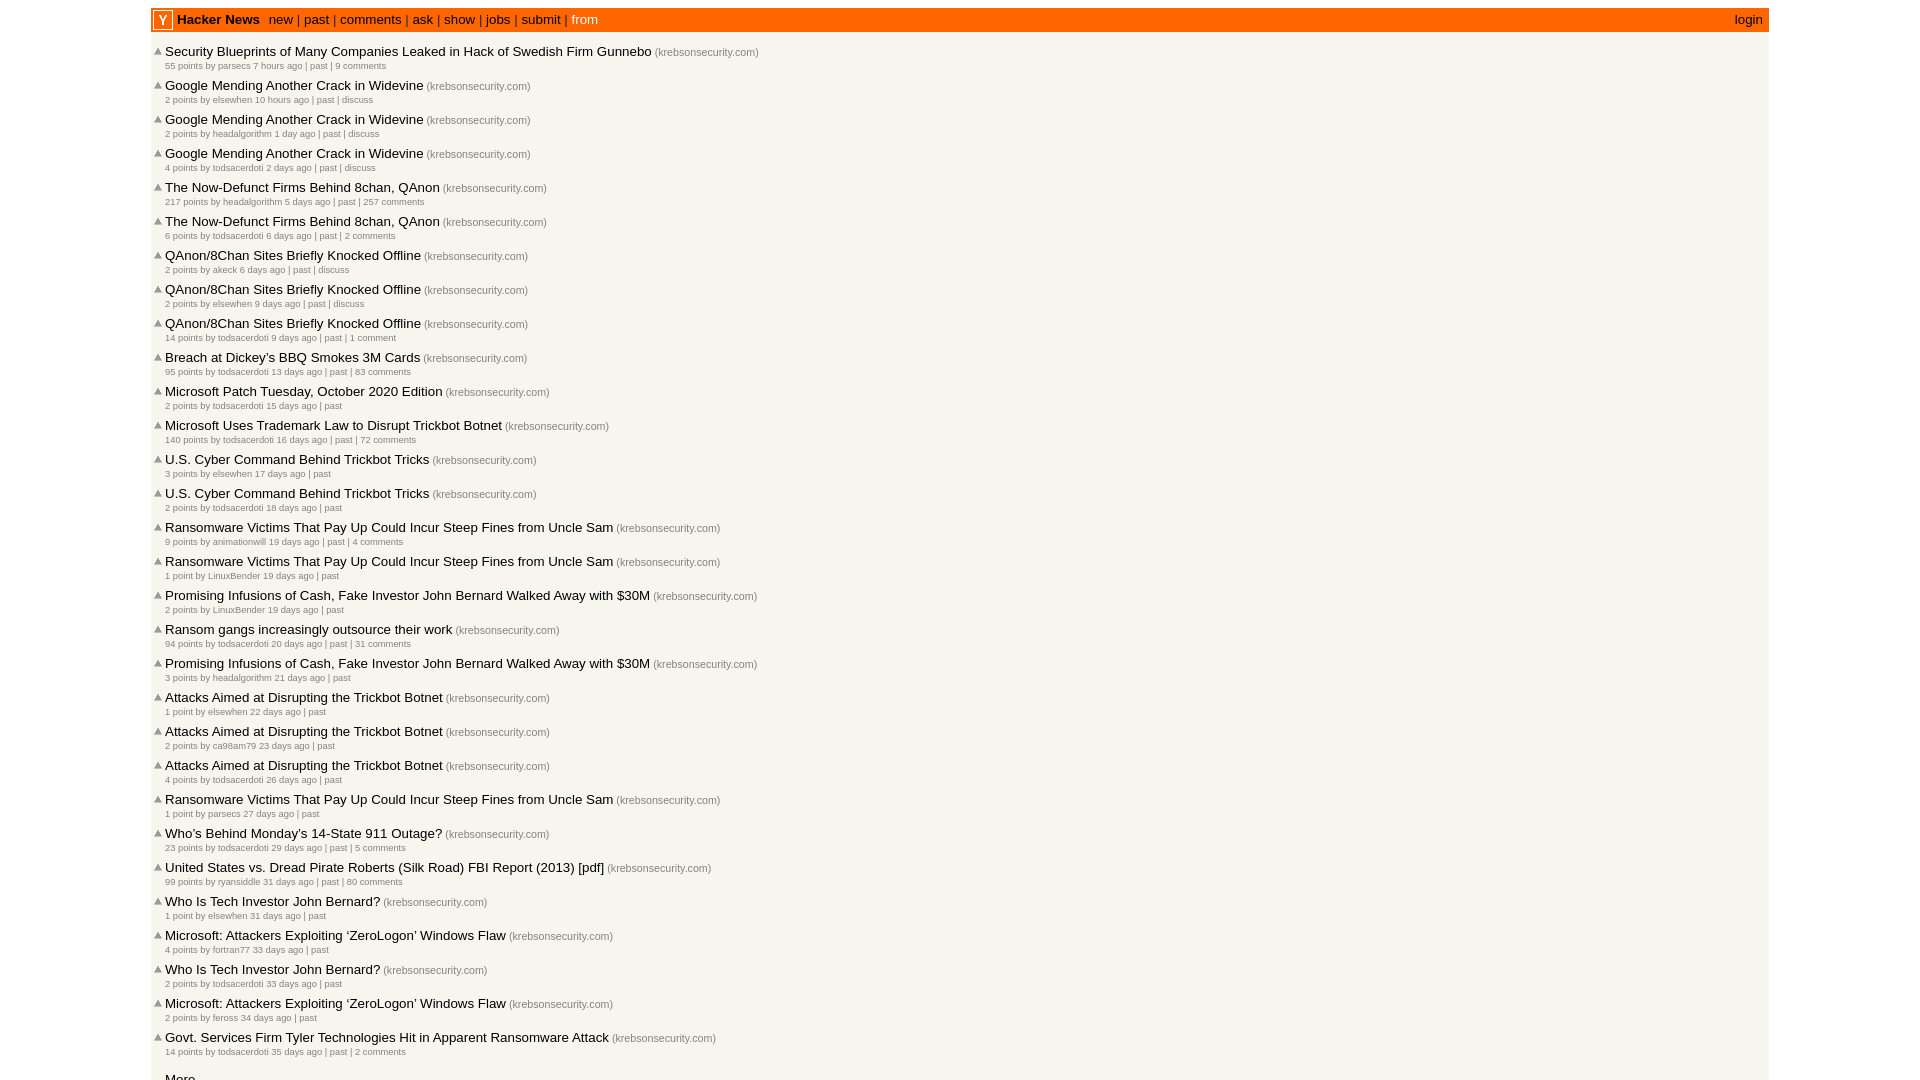 Y Hacker News new | past | comments | ask | show | jobs | submit | from login
Security Blueprints of Many Companies Leaked in Hack of Swedish Firm Gunnebo (krebsonsecurity.com)
55 points by parsecs 7 hours ago | past | 9 comments
Google Mending Another Crack in Widevine (krebsonsecurity.com)
2 points by elsewhen 10 hours ago | past | discuss
Google Mending Another Crack in Widevine (krebsonsecurity.com)
2 points by headalgorithm 1 day ago | past | discuss
Google Mending Another Crack in Widevine (krebsonsecurity.com)
4 points by todsacerdoti 2 days ago | past | discuss
The Now-Defunct Firms Behind 8chan, QAnon (krebsonsecurity.com)
217 points by headalgorithm 5 days ago | past | 257 comments
The Now-Defunct Firms Behind 8chan, QAnon (krebsonsecurity.com)
6 points by todsacerdoti 6 days ago | past | 2 comments
QAnon/8Chan Sites Briefly Knocked Offline (krebsonsecurity.com)
2 points by akeck 6 days ago | past | discuss
QAnon/8Chan Sites Briefly Knocked Offline (krebsonsecurity.com)
2 points by elsewhen 9 days ago | past | discuss
QAnon/8Chan Sites Briefly Knocked Offline (krebsonsecurity.com)
14 points by todsacerdoti 9 days ago | past | 1 comment
Breach at Dickey’s BBQ Smokes 3M Cards (krebsonsecurity.com)
95 points by todsacerdoti 13 days ago | past | 83 comments
Microsoft Patch Tuesday, October 2020 Edition (krebsonsecurity.com)
2 points by todsacerdoti 15 days ago | past
Microsoft Uses Trademark Law to Disrupt Trickbot Botnet (krebsonsecurity.com)
140 points by todsacerdoti 16 days ago | past | 72 comments
U.S. Cyber Command Behind Trickbot Tricks (krebsonsecurity.com)
3 points by elsewhen 17 days ago | past
U.S. Cyber Command Behind Trickbot Tricks (krebsonsecurity.com)
2 points by todsacerdoti 18 days ago | past
Ransomware Victims That Pay Up Could Incur Steep Fines from Uncle Sam (krebsonsecurity.com)
9 points by animationwill 19 days ago | past | 4 comments
Ransomware Victims That Pay Up Could Incur Steep Fines from Uncle Sam (krebsonsecurity.com)
1 point by LinuxBender 19 days ago | past
Promising Infusions of Cash, Fake Investor John Bernard Walked Away with $30M (krebsonsecurity.com)
2 points by LinuxBender 19 days ago | past
Ransom gangs increasingly outsource their work (krebsonsecurity.com)
94 points by todsacerdoti 20 days ago | past | 31 comments
Promising Infusions of Cash, Fake Investor John Bernard Walked Away with $30M (krebsonsecurity.com)
3 points by headalgorithm 21 days ago | past
Attacks Aimed at Disrupting the Trickbot Botnet (krebsonsecurity.com)
1 point by elsewhen 22 days ago | past
Attacks Aimed at Disrupting the Trickbot Botnet (krebsonsecurity.com)
2 points by ca98am79 23 days ago | past
Attacks Aimed at Disrupting the Trickbot Botnet (krebsonsecurity.com)
4 points by todsacerdoti 26 days ago | past
Ransomware Victims That Pay Up Could Incur Steep Fines from Uncle Sam (krebsonsecurity.com)
1 point by parsecs 27 days ago | past
Who’s Behind Monday’s 14-State 911 Outage? (krebsonsecurity.com)
23 points by todsacerdoti 29 days ago | past | 5 comments
United States vs. Dread Pirate Roberts (Silk Road) FBI Report (2013) [pdf] (krebsonsecurity.com)
99 points by ryansiddle 31 days ago | past | 80 comments
Who Is Tech Investor John Bernard? (krebsonsecurity.com)
1 point by elsewhen 31 days ago | past
Microsoft: Attackers Exploiting ‘ZeroLogon’ Windows Flaw (krebsonsecurity.com)
4 points by fortran77 33 days ago | past
Who Is Tech Investor John Bernard? (krebsonsecurity.com)
2 points by todsacerdoti 33 days ago | past
Microsoft: Attackers Exploiting ‘ZeroLogon’ Windows Flaw (krebsonsecurity.com)
2 points by feross 34 days ago | past
Govt. Services Firm Tyler Technologies Hit in Apparent Ransomware Attack (krebsonsecurity.com)
14 points by todsacerdoti 35 days ago | past | 2 comments
More